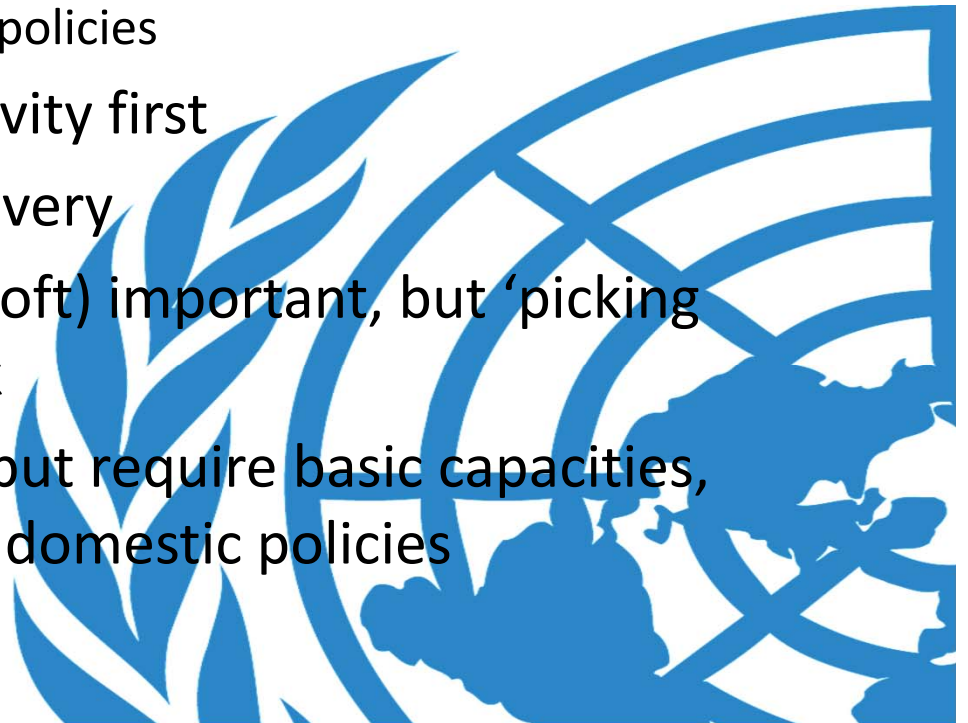 policies
vity first
very
oft) important, but ‘picking
but require basic capacities,
domestic policies